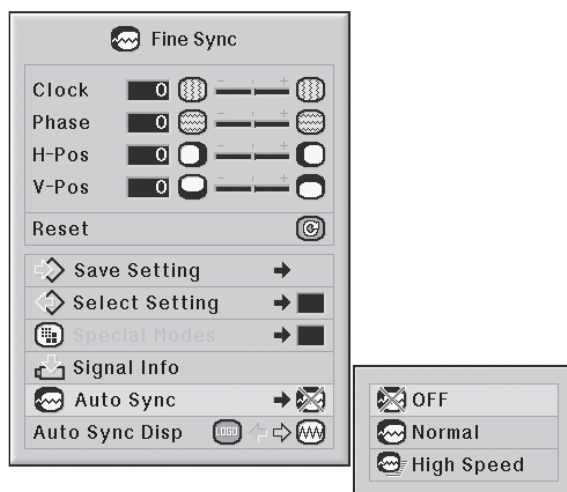 Fine Sync
Clock 0 - +
Phase 0 - +
H-Pos 0 - +
V-Pos 0 - +
Reset
Save Setting
Select Setting
Special Modes
Signal Info
Auto Sync
Auto Sync Disp LOGO
OFF
Normal
High Speed